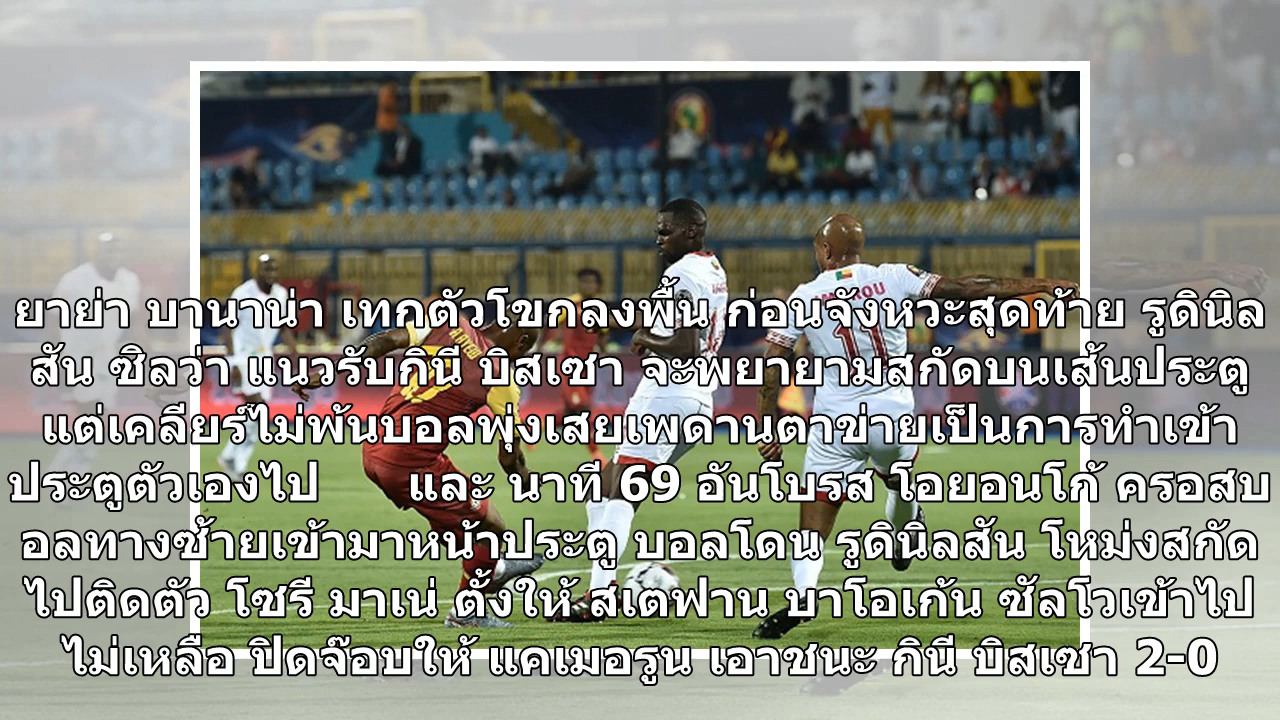 ยาย่า บานาน่า เทกตัวโขกลงพื้น ก่อนจังหวะสุดท้าย รูดินิล
สัน ซิลว่า แนวรับกินี บิสเซา จะพยายามสกัดบนเส้นประตู
แต่เคลียร์ไม่พ้นบอลพุ่งเสยเพดานตาข่ายเป็นการทำเข้า
ประตูตัวเองไป และ นาที 69 อันโบรส โอยอนโก้ ครอสบ
อลทางซ้ายเข้ามาหน้าประตู บอลโดน รูดินิลสัน โหม่งสกัด
ไปติดตัว โซรี มาเน่ ตั้งให้ สเตฟาน บาโอเก้น ซัลโวเข้าไป
ไม่เหลือ ปิดจ๊อบให้ แคเมอรูน เอาชนะ กินี บิสเซา 2-0
11